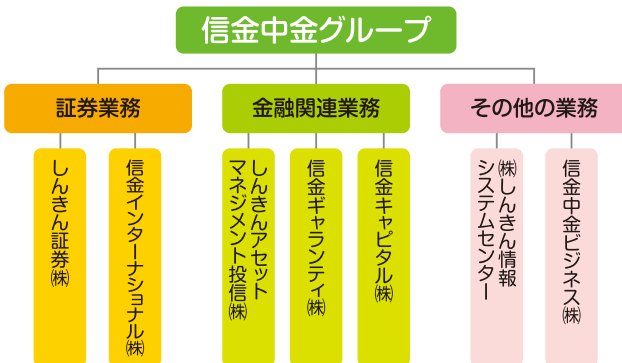 信金中金グループ
証券業務
金融関連業務
その他の業務
しんきん証券㈱
信金インターナショナル㈱
しんきんアセット
マネジメント投信㈱
信金ギャランティ㈱
信金キャピタル㈱
㈱しんきん情報
システムセンター
信金中金ビジネス㈱